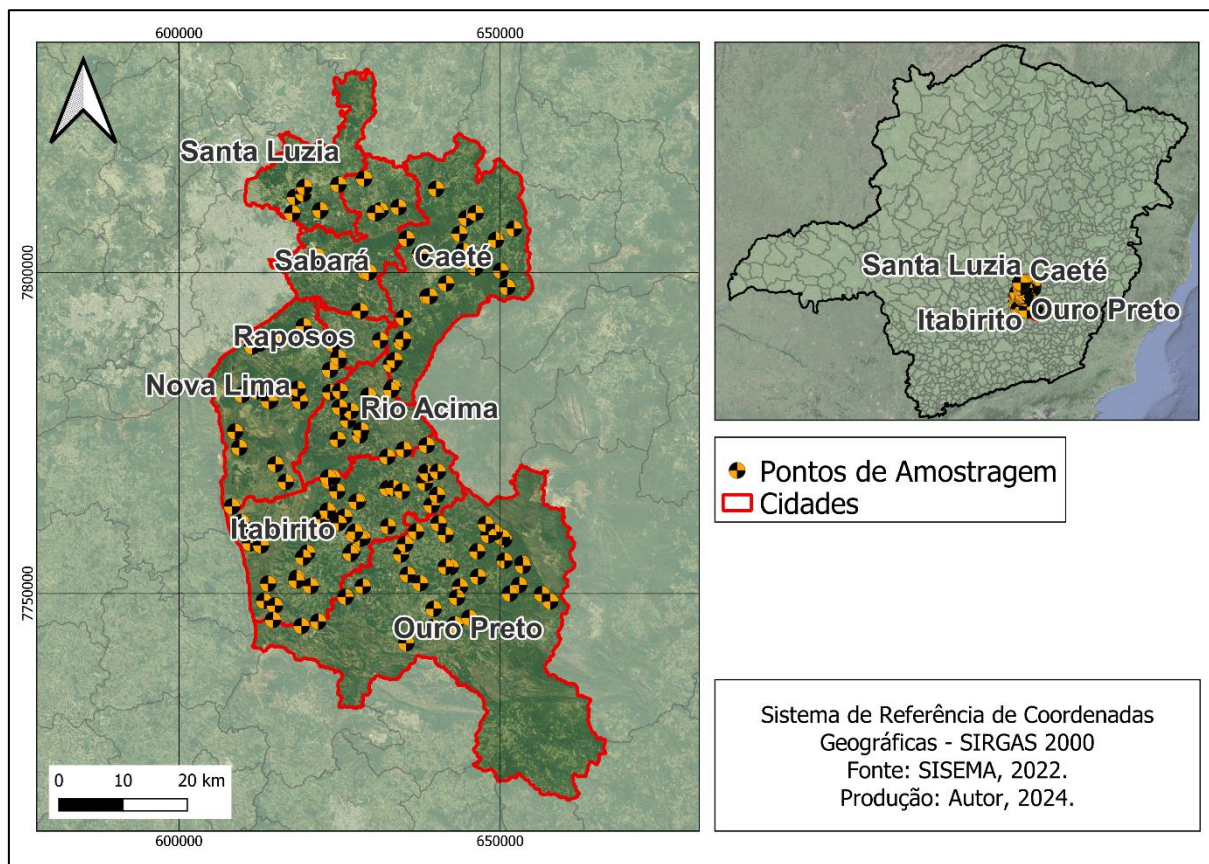 600000
650000
Santa Luzia
Sabará
Caeté
7800000
Raposos
Nova Lima
Rio Acima
Itabirito
7750000
Ouro Preto
0 10 20 km
600000
650000
Santa Luzia Caeté
Itabirito Ouro Preto
Pontos de Amostragem
Cidades
Sistema de Referência de Coordenadas
Geográficas - SIRGAS 2000
Fonte: SISEMA, 2022.
Produção: Autor, 2024.